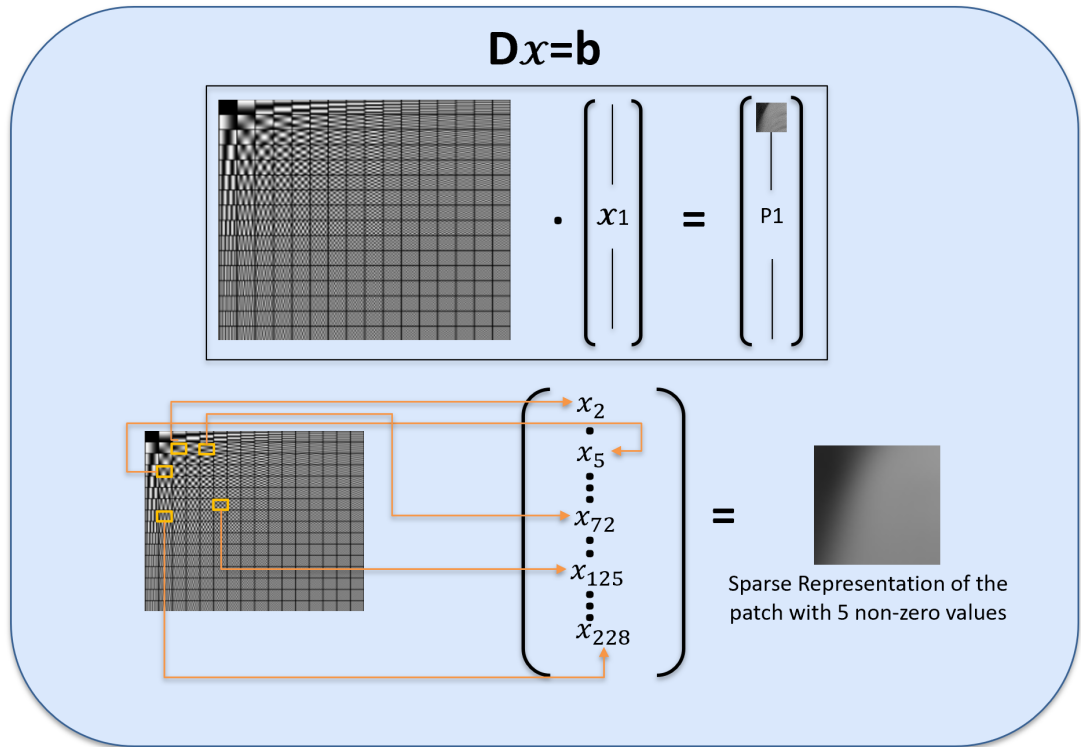 Dx=b
· x1 = P1
x2
x5
x72
=
x125
x228
Sparse Representation of the
patch with 5 non-zero values